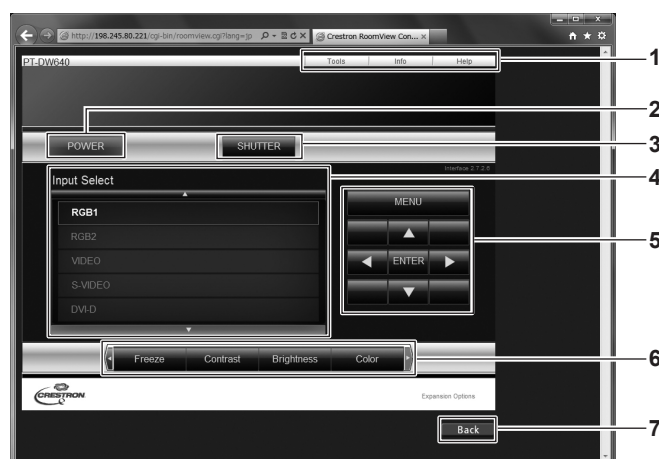 http://198.245.80.221/cgi-bin/roomview.cgi?lang=jp
Crestron RoomView Con...
PT-DW640
Tools Info Help
1
2
POWER SHUTTER
3
Interface 2.7.2.6
4
Input Select
MENU
RGB1
RGB2
5
VIDEO
ENTER
S-VIDEO
DVI-D
Freeze Contrast Brightness Color
6
CRESTRON
Expansion Options
Back
7